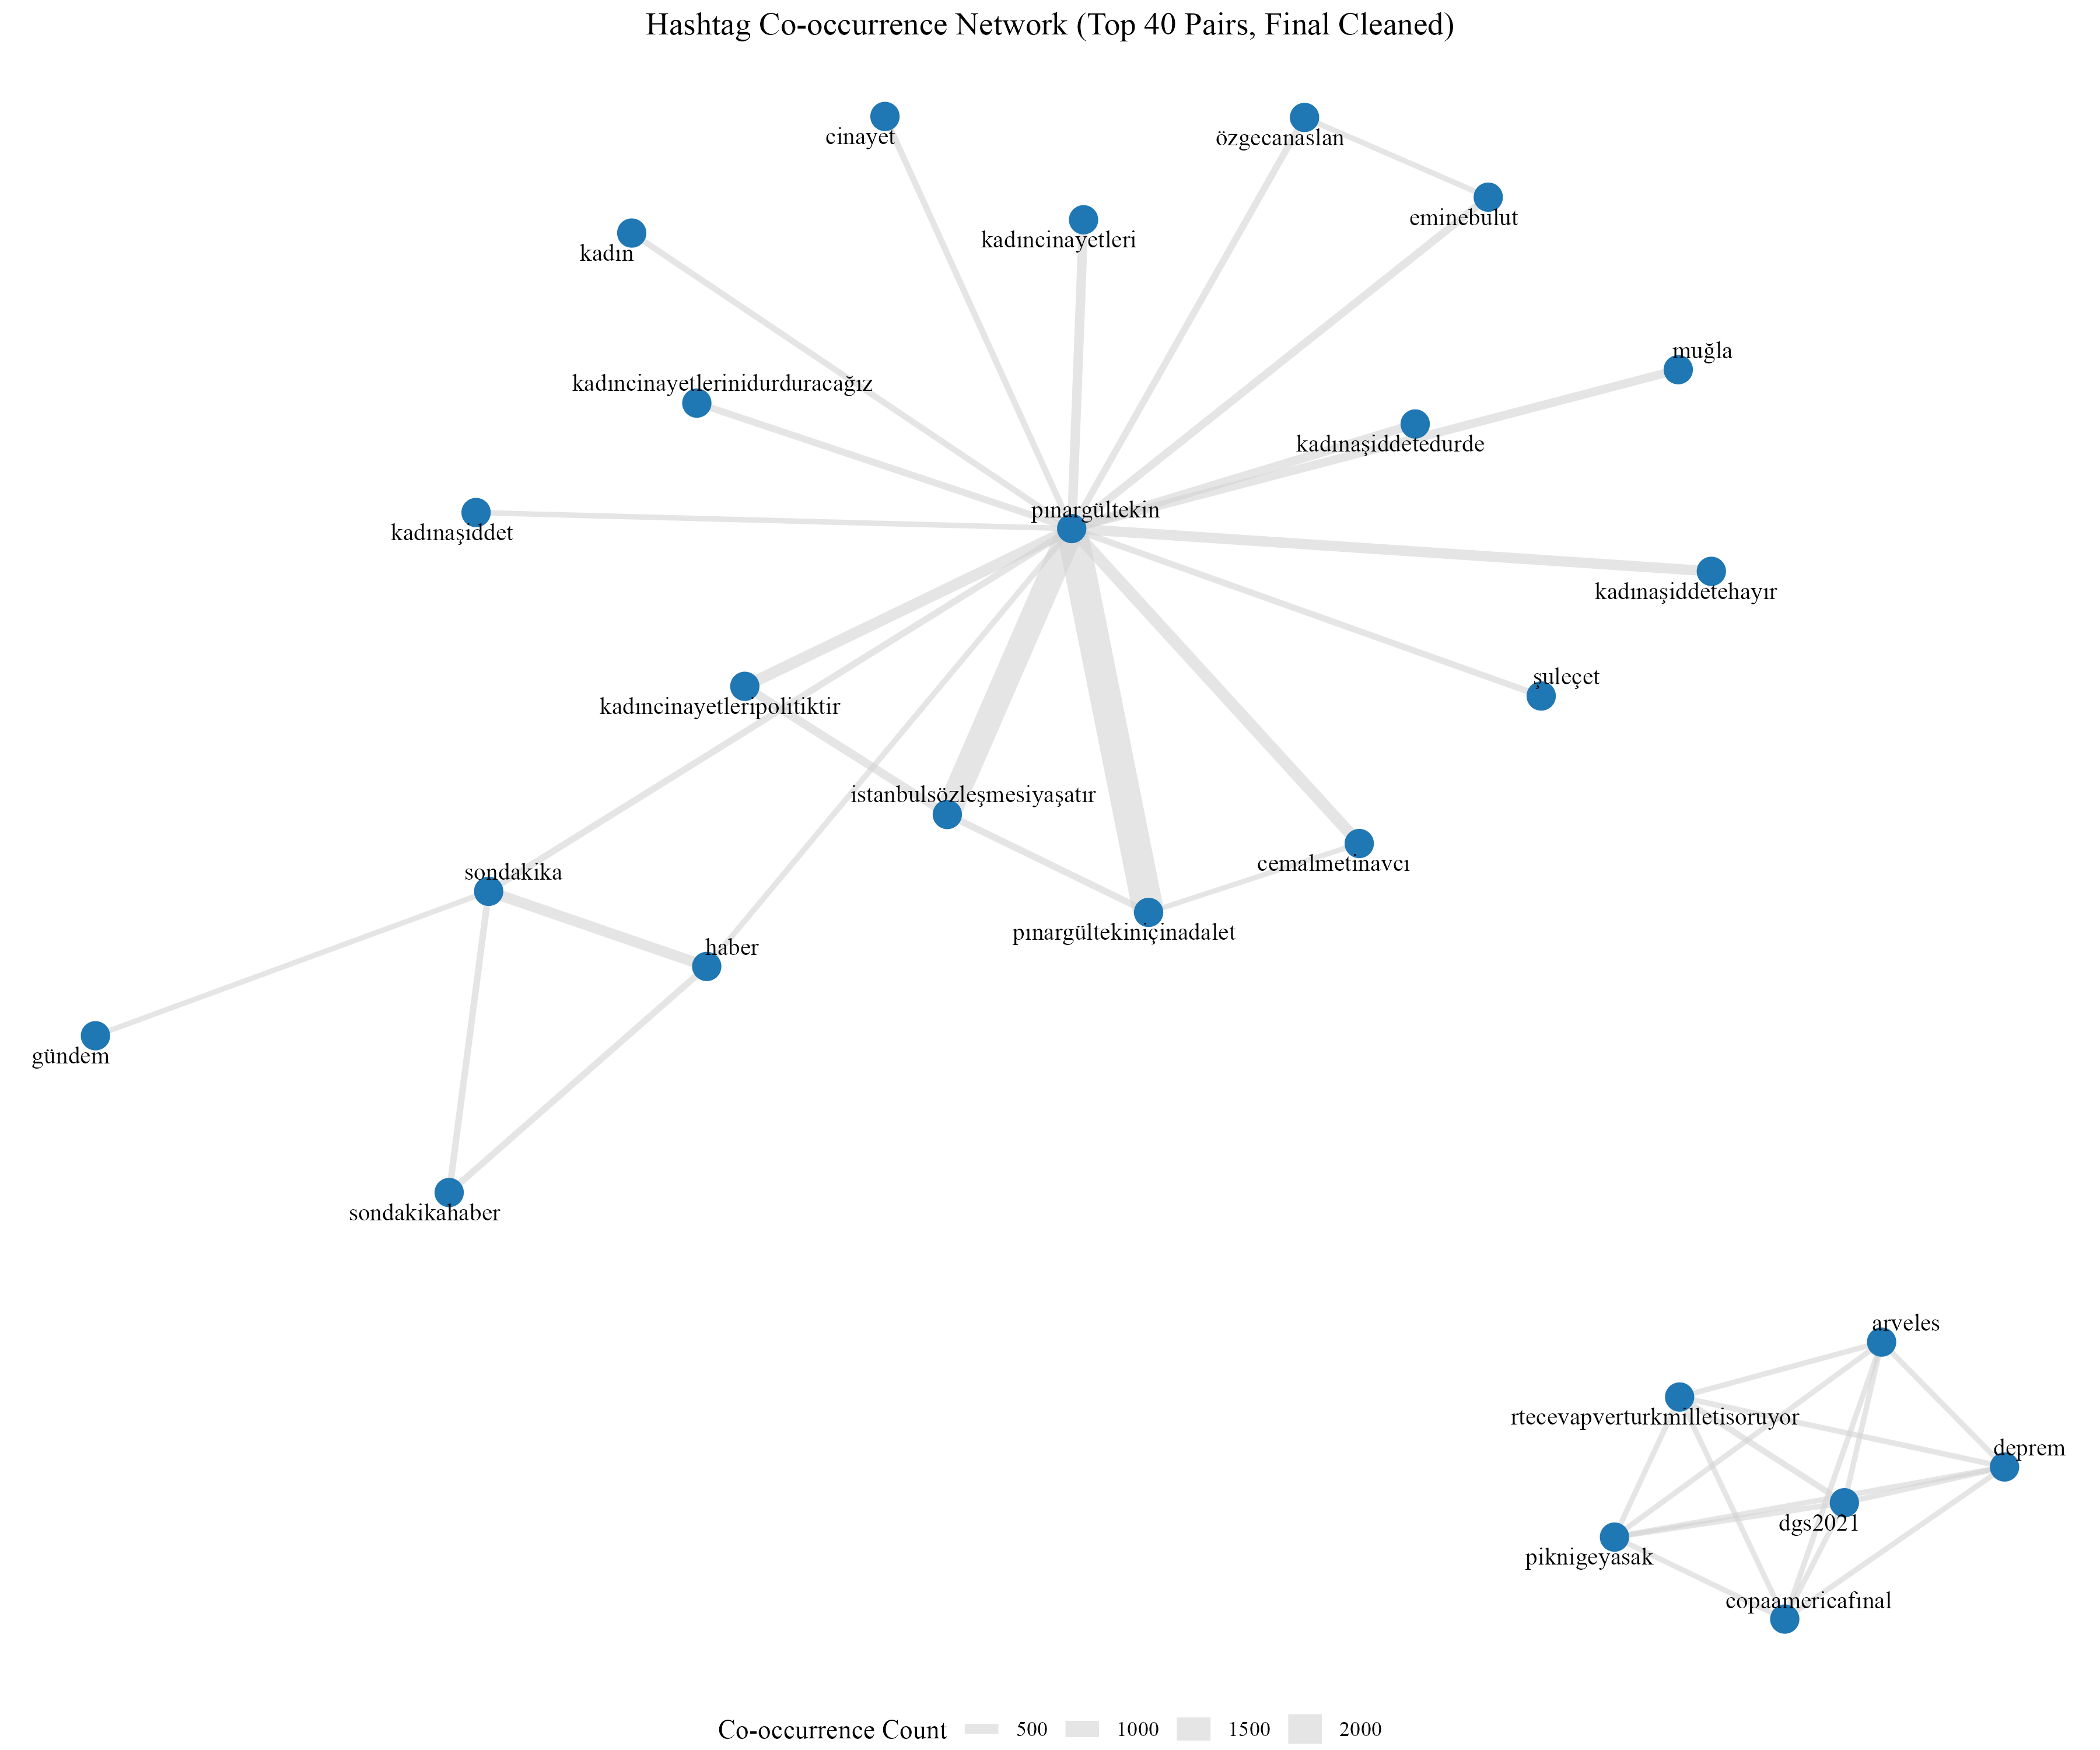 Hashtag Co-occurrence Network (Top 40 Pairs, Final Cleaned)
cinayet
özgecanaslan
eminebulut
kadıncinayetleri
kadın
muğla
kadıncinayetlerinidurduracağız
kadınaşiddetedurde
pınargültekin
kadınaşiddet
kadınaşiddetehayır
şuleçet
kadıncinayetleripolitiktir
istanbulsözleşmesiyaşatır
cemalmetinavcı
sondakika
pınargültekiniçinadalet
haber
gündem
sondakikahaber
arveles
rtecevapverturkmilletisoruyor
deprem
dgs2021
piknigeyasak
copaamericafınal
Co-occurrence Count 500 1000 1500 2000